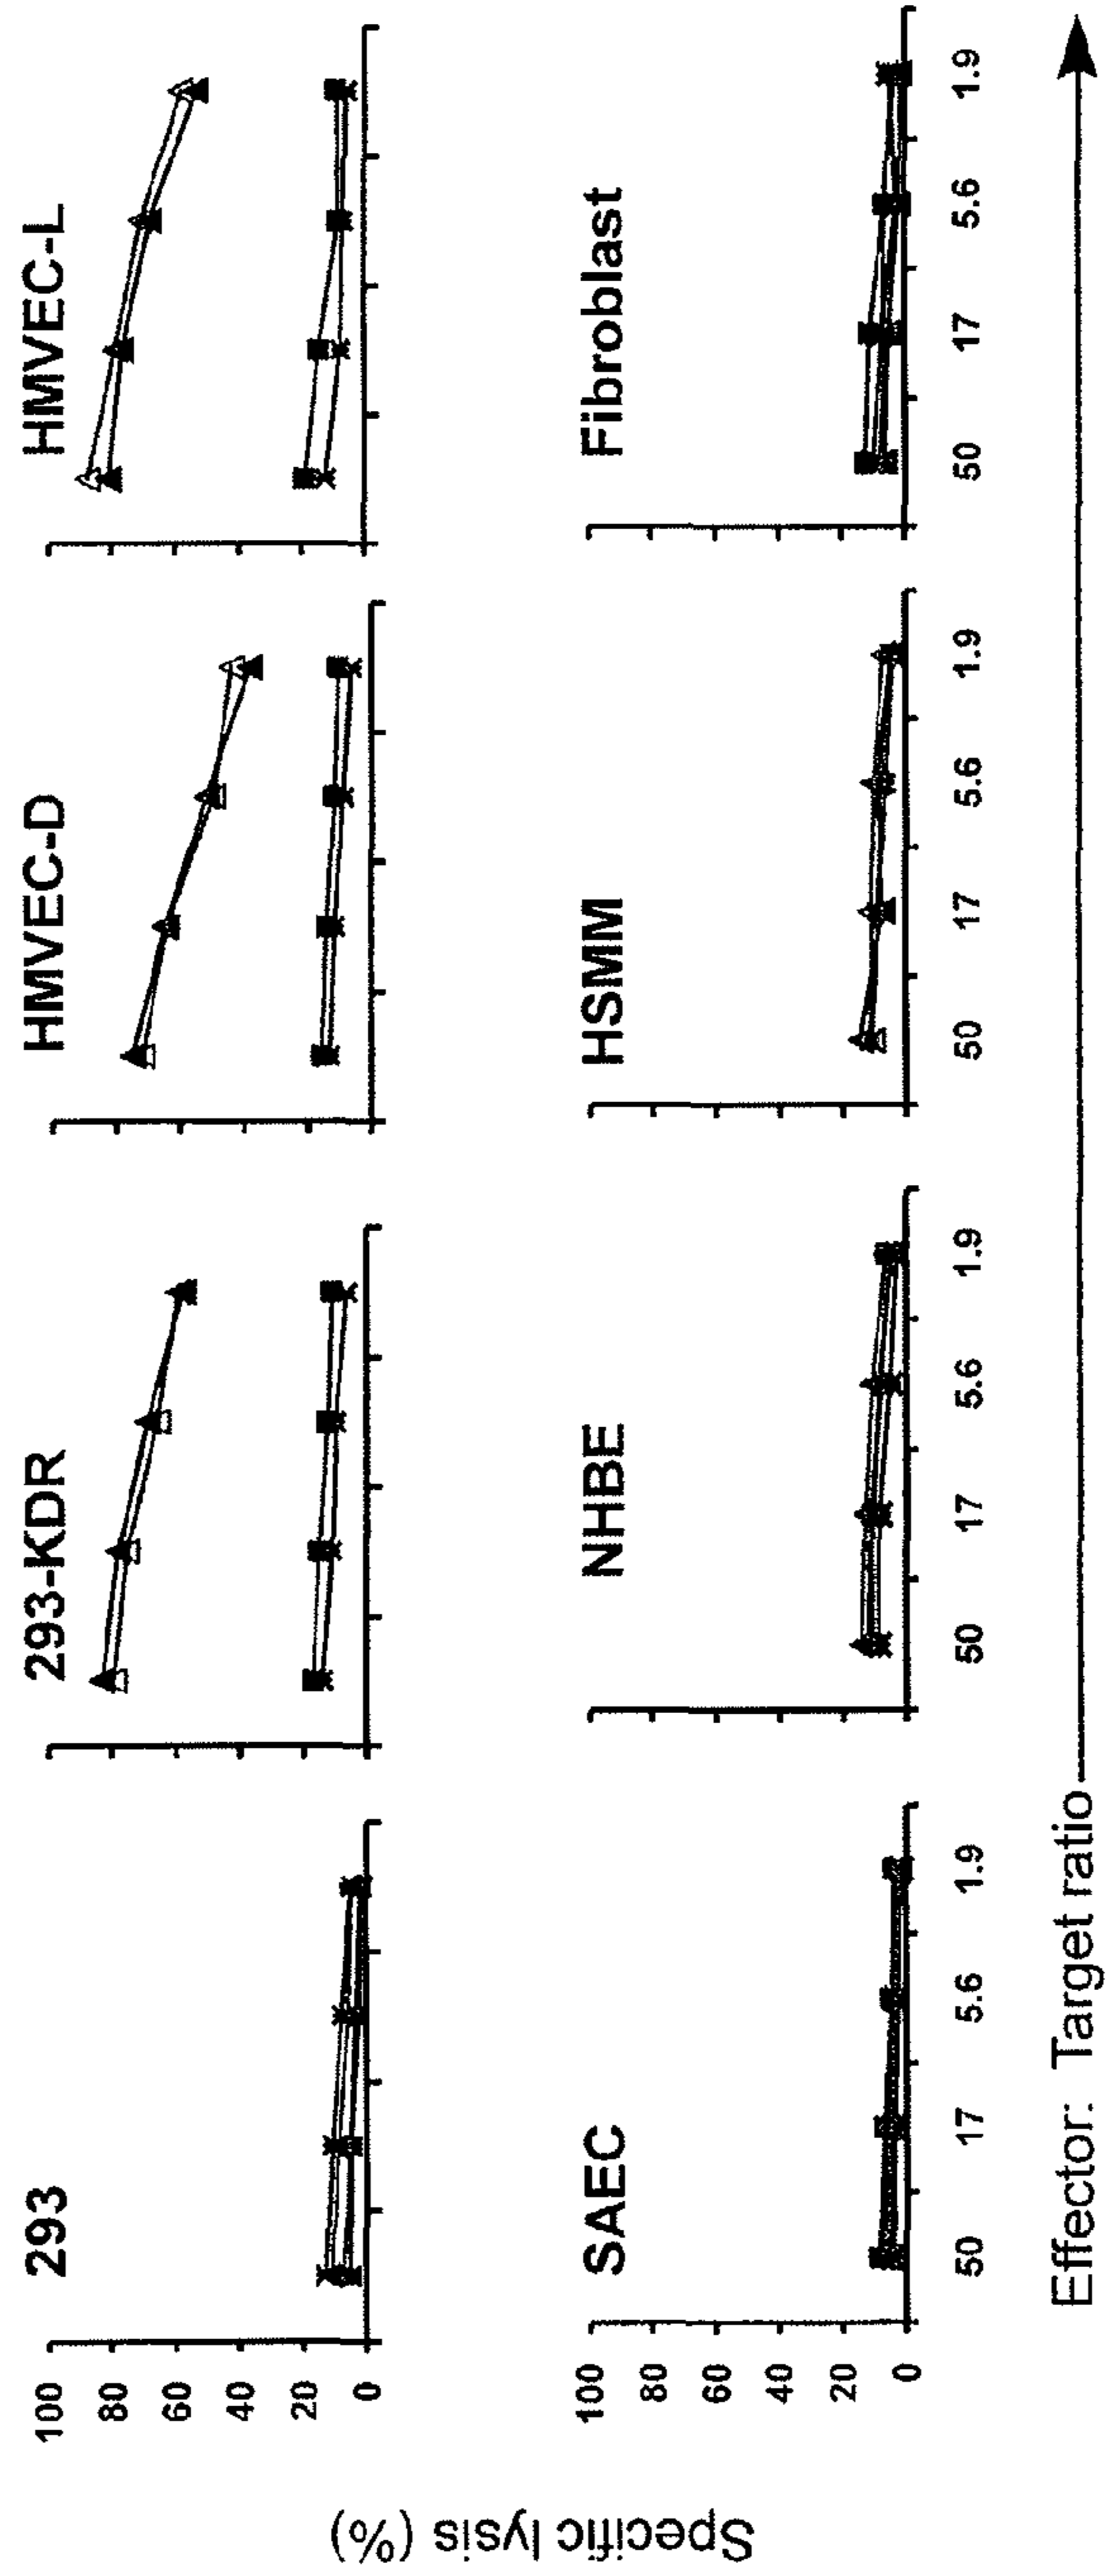 Specific lysis (%)
293
293-KDR
HMVEC-D
HMVEC-L
100
80
60
40
20
0
SAEC
NHBE
HSMM
Fibroblast
100
80
60
40
20
0
50 17 5.6 1.9
50 17 5.6 1.9
50 17 5.6 1.9
50 17 5.6 1.9
Effector: Target ratio